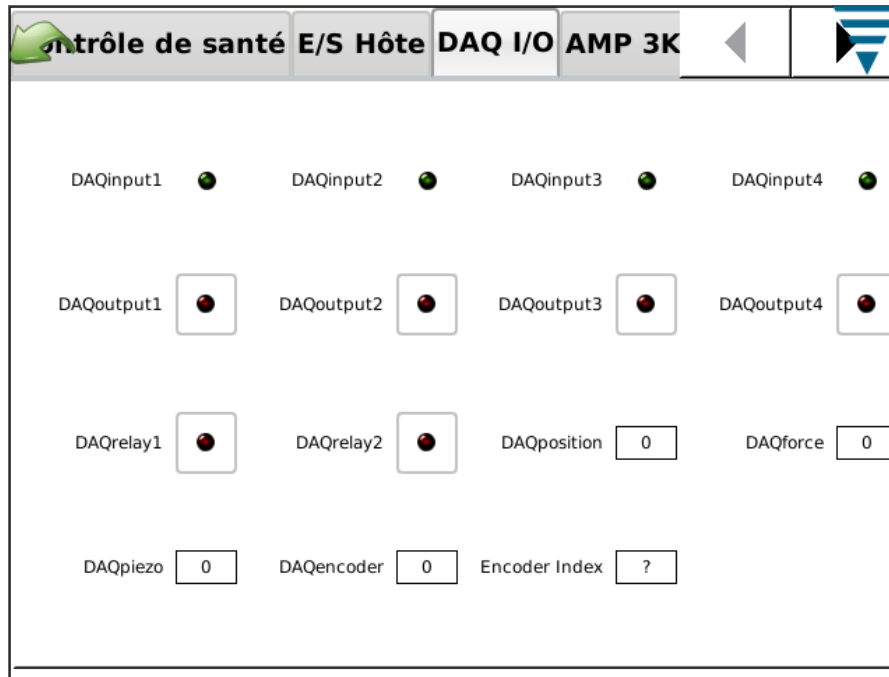 ontrôle de santé E/S Hôte DAQ I/O AMP 3K
DAQinput1 DAQinput2 DAQinput3 DAQinput4
DAQoutput1 DAQoutput2 DAQoutput3 DAQoutput4
DAQrelay1 DAQrelay2 DAQposition 0 DAQforce 0
DAQpiezo 0 DAQencoder 0 Encoder Index ?